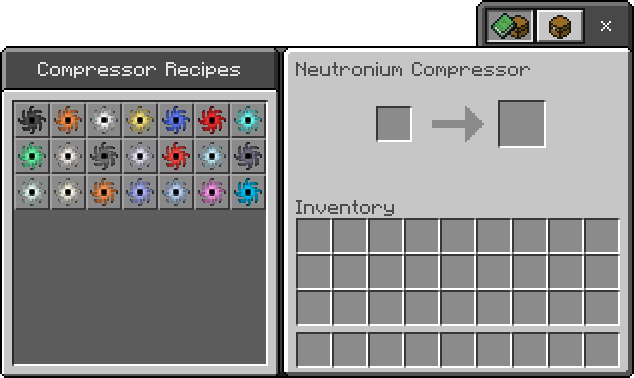 Compressor Recipes
Neutronium Compressor
Inventory